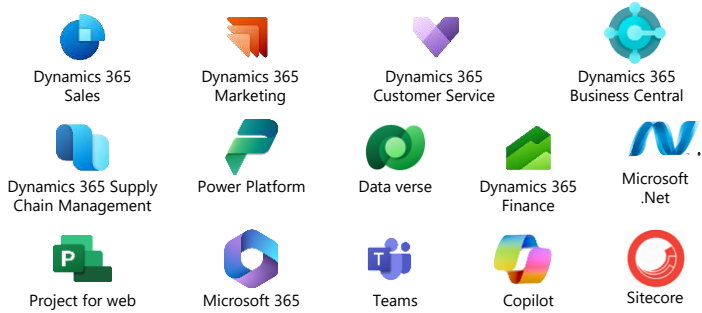 Dynamics 365
Sales
Dynamics 365
Marketing
Dynamics 365
Customer Service
Dynamics 365
Business Central
Dynamics 365 Supply
Chain Management
Power Platform
Data verse
Dynamics 365
Finance
Microsoft
.Net
P
Project for web
Microsoft 365
T
Teams
Copilot
Sitecore